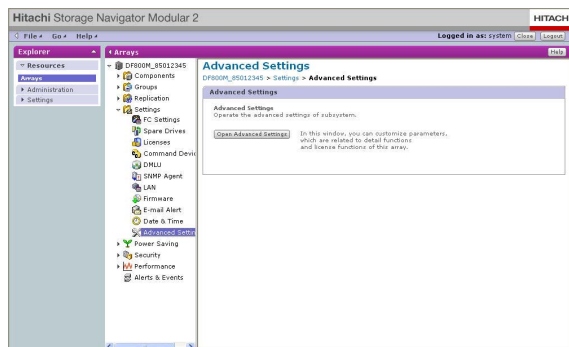 Hitachi Storage Navigator Modular 2
HITACH
File Go Help
Logged in as: system Close Logout
Explorer
Resources
Arrays
Administration
Settings
Arrays
Help
DF800M_85012345
Components
Groups
Replication
Settings
FC Settings
Spare Drives
Licenses
Command Devic
DMLU
SNMP Agent
LAN
Firmware
E-mail Alert
Date & Time
Advanced Settin
Power Saving
Security
Performance
Alerts & Events
Advanced Settings
DF800M_85012345 > Settings > Advanced Settings
Advanced Settings
Advanced Settings
Operate the advanced settings of subsystem.
Open Advanced Settings
In this window, you can customize parameters,
which are related to detail functions
and license functions of this array.